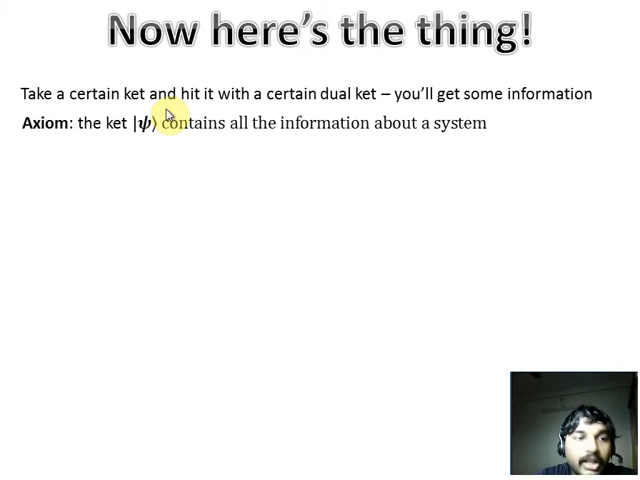 Now here's the thing!
Take a certain ket and hit it with a certain dual ket – you'll get some information
Axiom: the ket |ψ⟩ contains all the information about a system